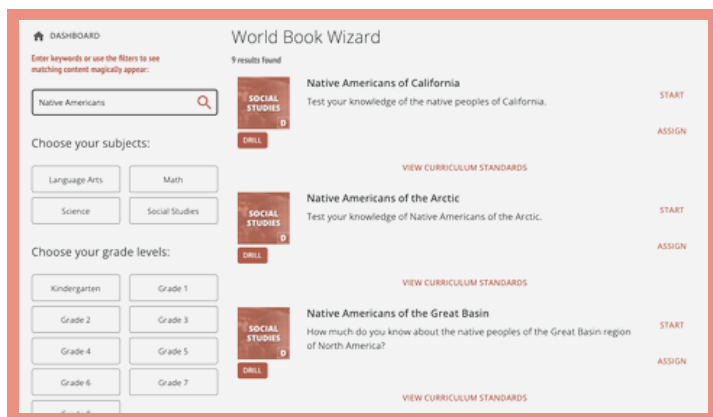 DASHBOARD
Enter keywords or use the filters to see
matching content magically appear:
Native Americans
Choose your subjects:
Language Arts
Math
Science
Social Studies
Choose your grade levels:
Kindergarten
Grade 1
Grade 2
Grade 3
Grade 4
Grade 5
Grade 6
Grade 7
World Book Wizard
9 results found
SOCIAL
STUDIES
D
DRILL
Native Americans of California
Test your knowledge of the native peoples of California.
START
ASSIGN
VIEW CURRICULUM STANDARDS
SOCIAL
STUDIES
D
DRILL
Native Americans of the Arctic
Test your knowledge of Native Americans of the Arctic.
START
ASSIGN
VIEW CURRICULUM STANDARDS
SOCIAL
STUDIES
D
DRILL
Native Americans of the Great Basin
How much do you know about the native peoples of the Great Basin region
of North America?
START
ASSIGN
VIEW CURRICULUM STANDARDS